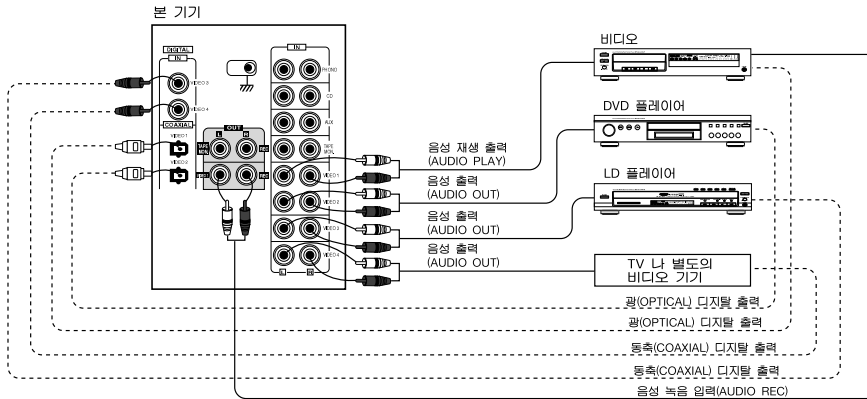 본 기기
DIGITAL
IN
VIDEO 3
VIDEO 4
COAXIAL
VIDEO 1
VIDEO 2
OUT
L
R
TAPE MON.
REC
REC
IN
PHONO
CD
AUX
TAPE MON.
VIDEO 1
VIDEO 2
VIDEO 3
VIDEO 4
L
R
음성 재생 출력
(AUDIO PLAY)
음성 출력
(AUDIO OUT)
음성 출력
(AUDIO OUT)
음성 출력
(AUDIO OUT)
비디오
DVD 플레이어
LD 플레이어
TV 나 별도의
비디오 기기
광(OPTICAL) 디지탈 출력
광(OPTICAL) 디지탈 출력
동축(COAXIAL) 디지탈 출력
동축(COAXIAL) 디지탈 출력
음성 녹음 입력(AUDIO REC)